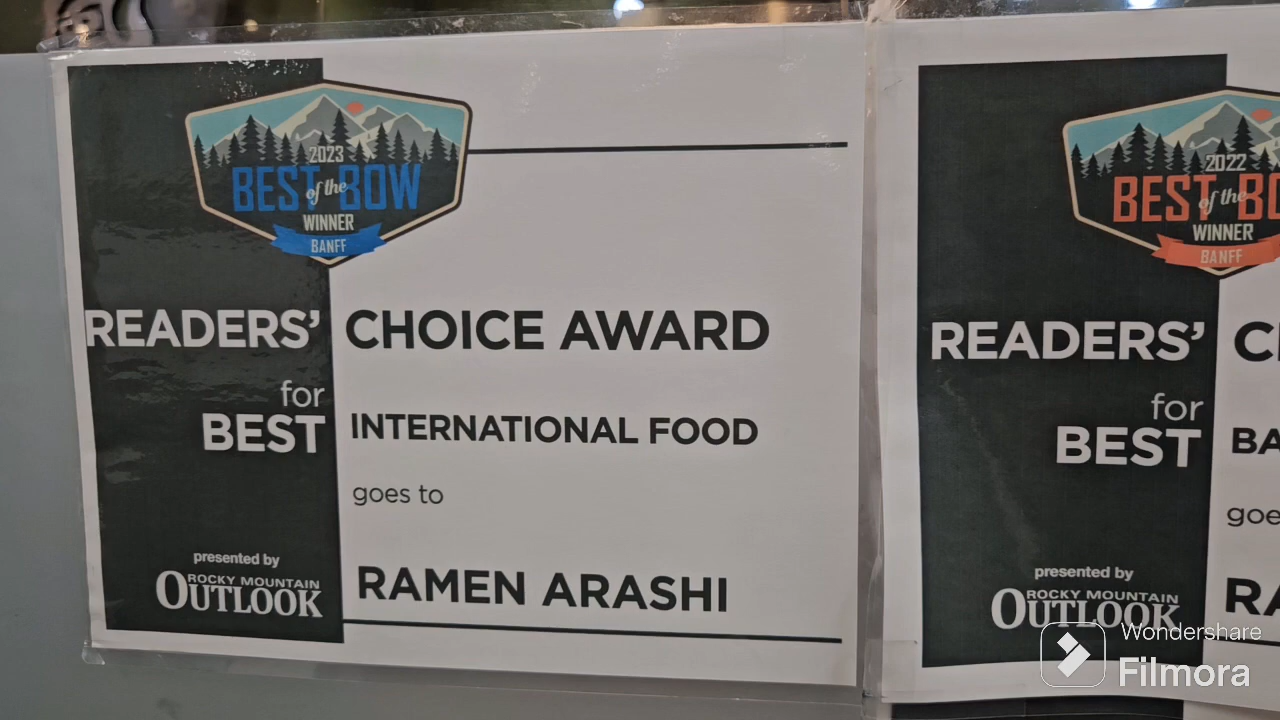 2023
BEST of the BOW
WINNER
BANFF
READERS' CHOICE AWARD
for
BEST INTERNATIONAL FOOD
goes to
presented by
ROCKY MOUNTAIN
OUTLOOK
RAMEN ARASHI
2022
BEST of the BO
WINNER
BANFF
READERS' C
for
BEST BA
goe
presented by
ROCKY MOUNTAIN
OUTLOOK
RA
Wondershare
Filmora